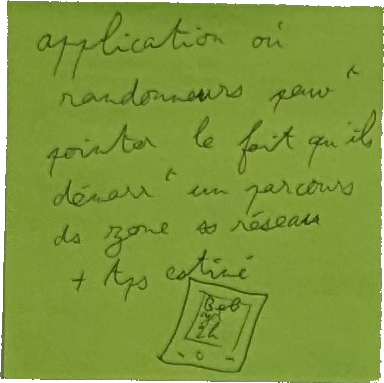 application où
randonneurs peuv^t
pointer le fait qu'ils
démarr^t un parcours
ds zone ss réseau
+ tps estimé
Bob
2h